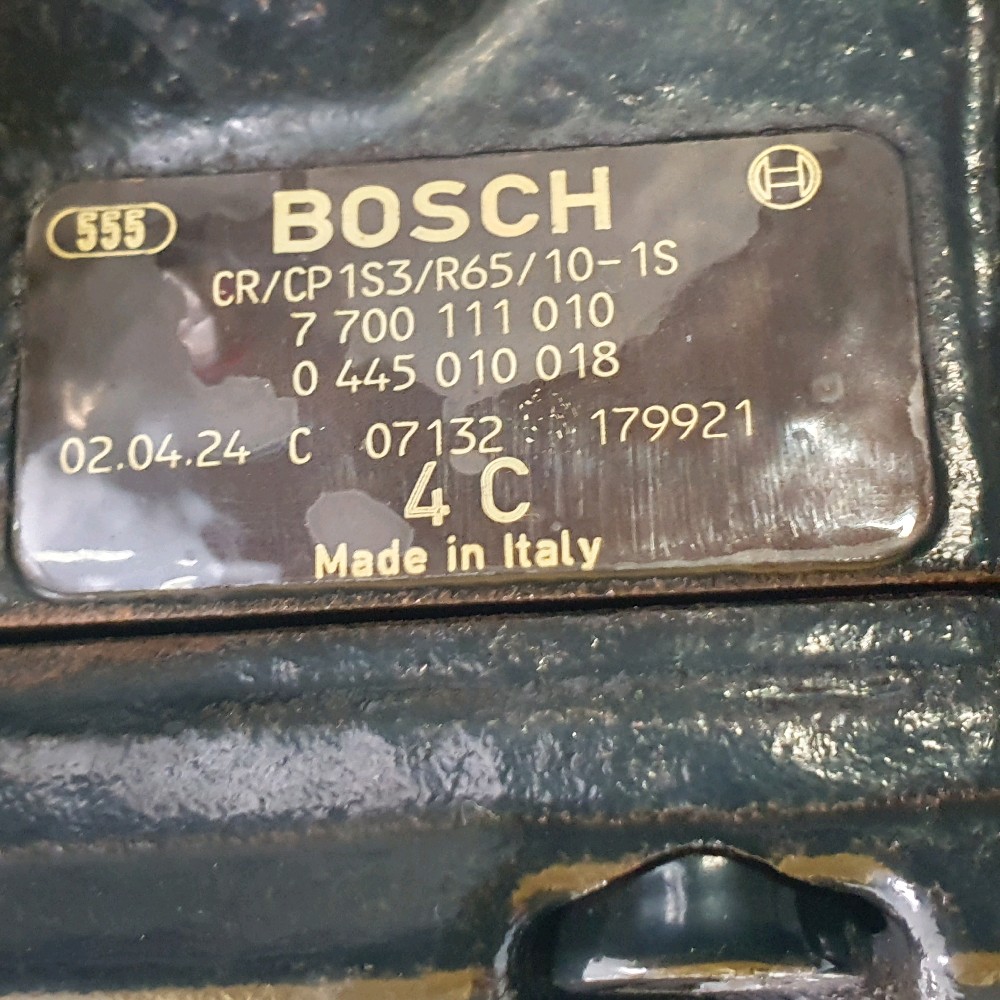 555 BOSCH
CR/CP1S3/R65/10-1S
7 700 111 010
0 445 010 018
02.04.24 C 07132 179921
4 C
Made in Italy